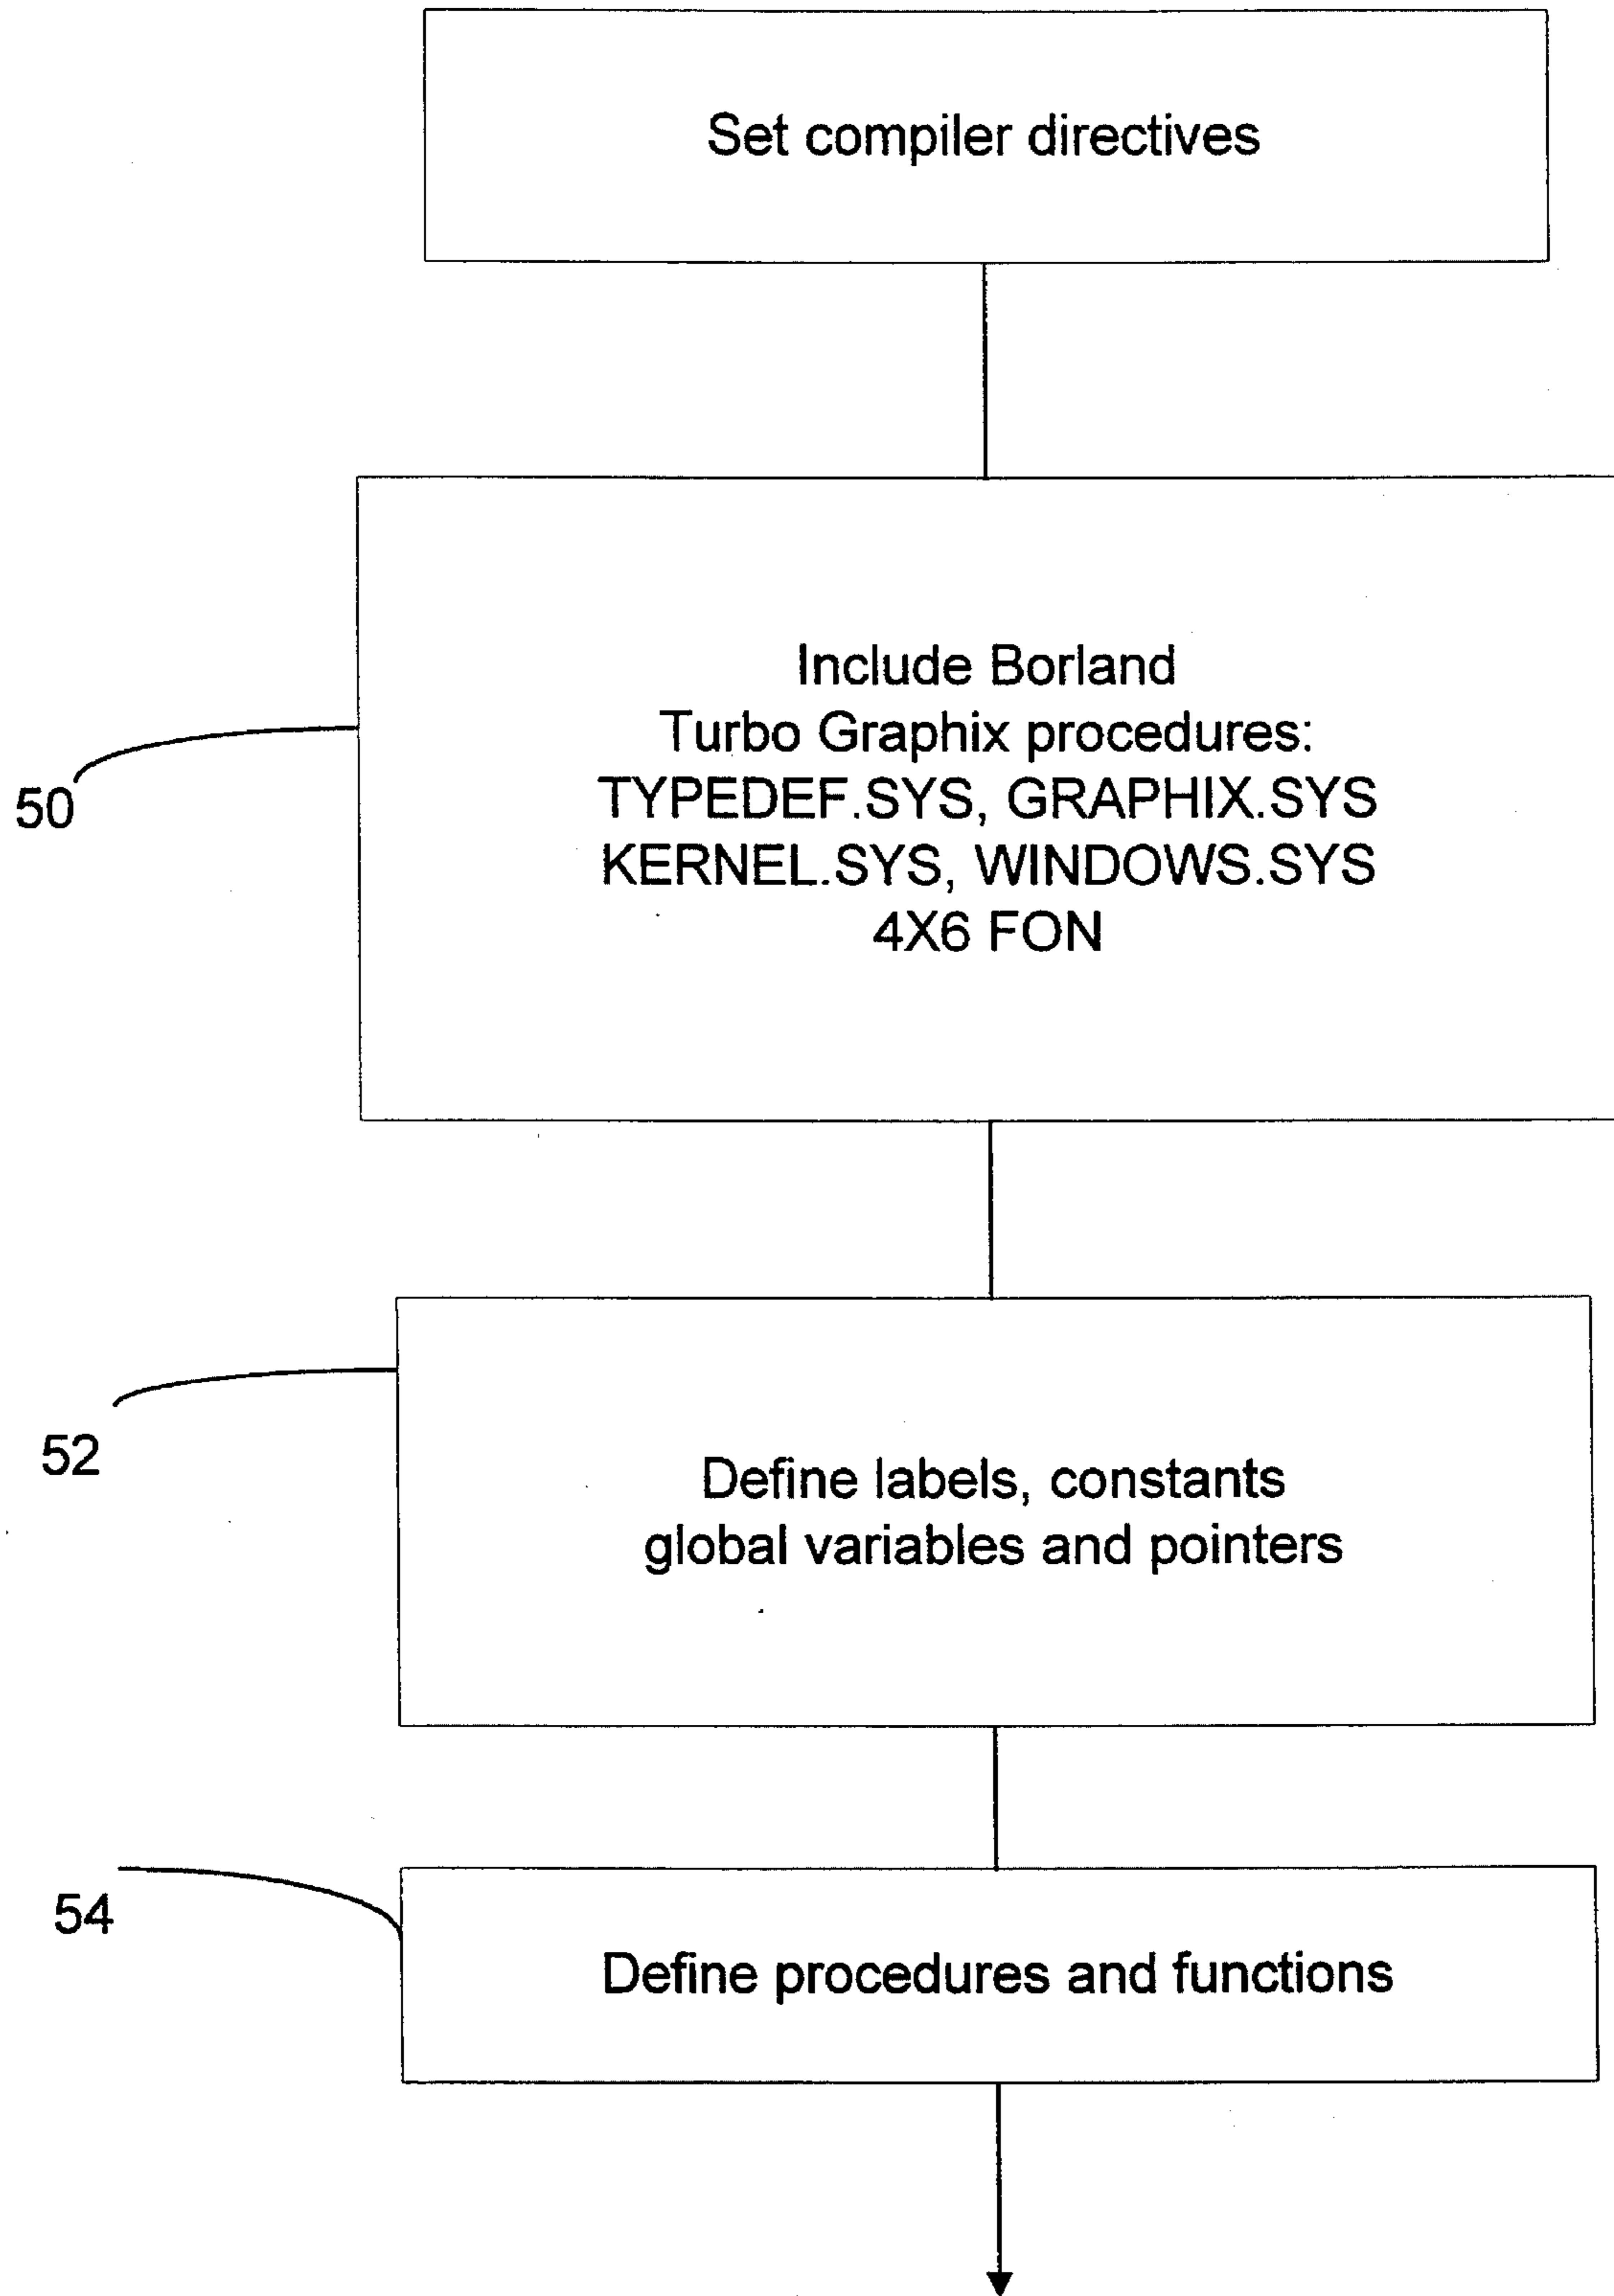 Set compiler directives
Include Borland
Turbo Graphix procedures:
TYPEDEF.SYS, GRAPHIX.SYS
KERNEL.SYS, WINDOWS.SYS
4X6 FON
50
Define labels, constants
global variables and pointers
52
Define procedures and functions
54